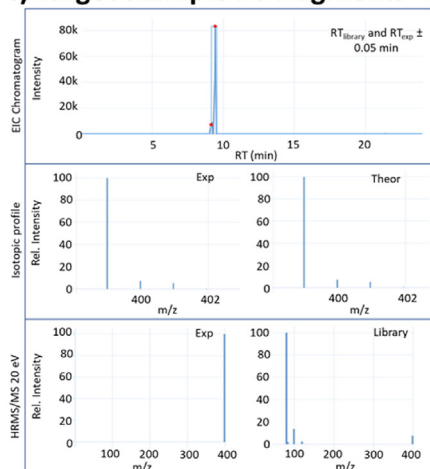 EIC Chromatogram
Intensity
80k
60k
40k
20k
0
RT_library and RT_exp ±
0.05 min
5 10 15 20
RT (min)
Isotopic profile
Rel. Intensity
100
80
60
40
20
0
Exp
400 402
m/z
100
80
60
40
20
0
Theor
400 402
m/z
HRMS/MS 20 eV
Rel. Intensity
100
80
60
40
20
0
Exp
100 200 300 400
m/z
100
80
60
40
20
0
Library
100 200 300 400
m/z